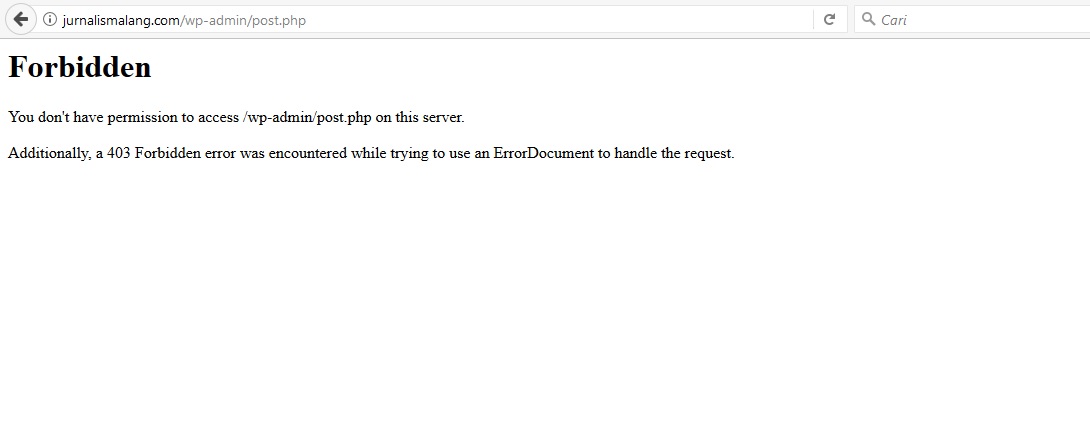 jurnalismalang.com/wp-admin/post.php
Cari
Forbidden
You don't have permission to access /wp-admin/post.php on this server.
Additionally, a 403 Forbidden error was encountered while trying to use an ErrorDocument to handle the request.